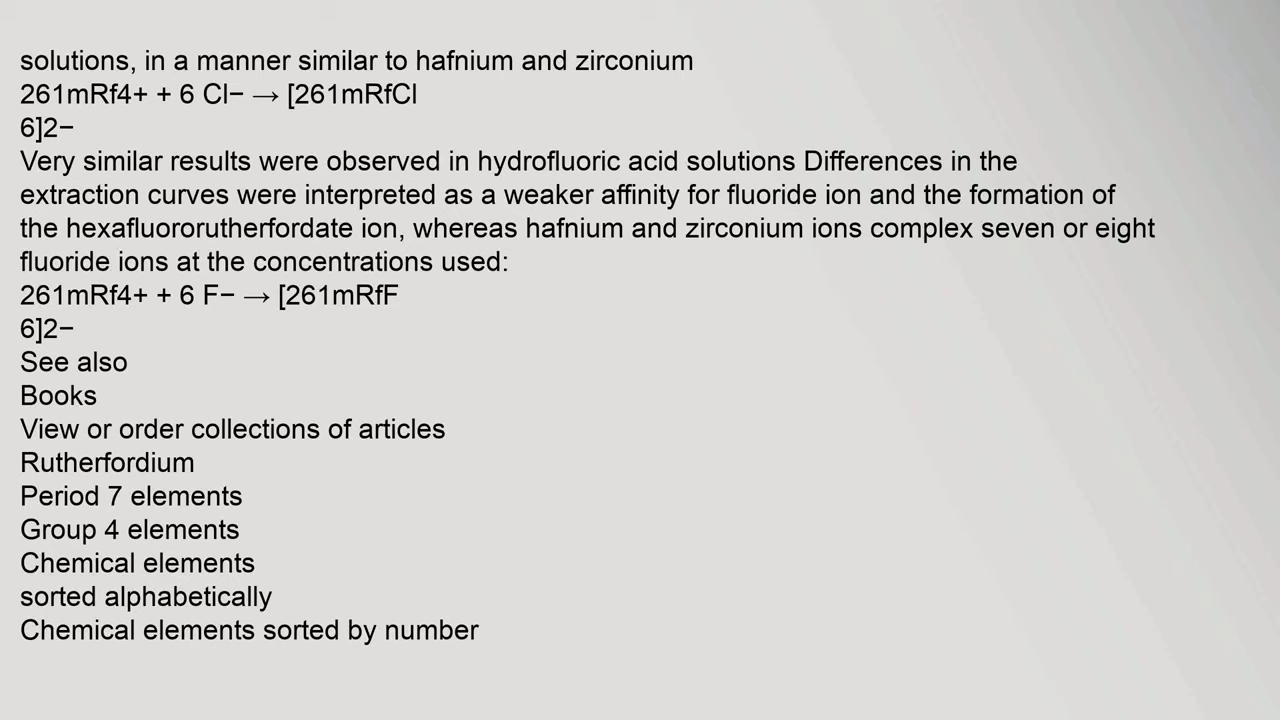 solutions, in a manner similar to hafnium and zirconium
261mRf4+ + 6 Cl− → [261mRfCl
6]2−
Very similar results were observed in hydrofluoric acid solutions Differences in the
extraction curves were interpreted as a weaker affinity for fluoride ion and the formation of
the hexafluororutherfordate ion, whereas hafnium and zirconium ions complex seven or eight
fluoride ions at the concentrations used:
261mRf4+ + 6 F− → [261mRfF
6]2−
See also
Books
View or order collections of articles
Rutherfordium
Period 7 elements
Group 4 elements
Chemical elements
sorted alphabetically
Chemical elements sorted by number